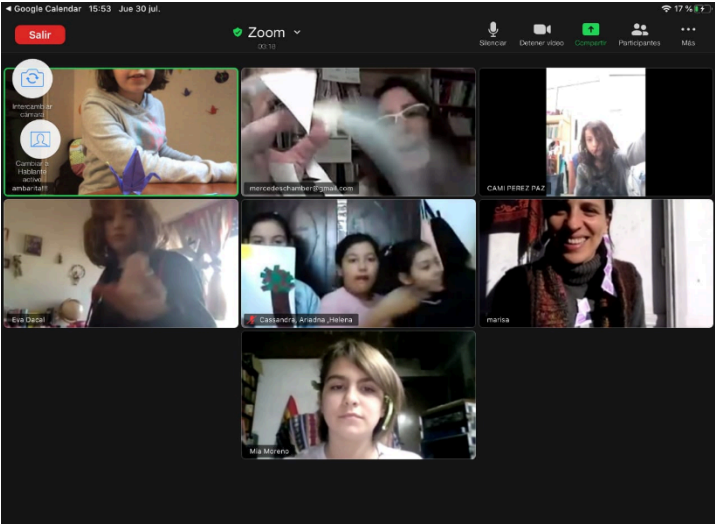 Google Calendar 15:53 Jue 30 jul. 17 %
Salir
Zoom
00:18
Silenciar Detener vídeo Compartir Participantes Más
Intercambiar
cámara
Cambiar a
Hablante
activo
ambarita!!!
mercedeschamber@gmail.com
CAMI PEREZ PAZ
Eva Dacal
Cassandra, Ariadna ,Helena
marisa
Mia Moreno